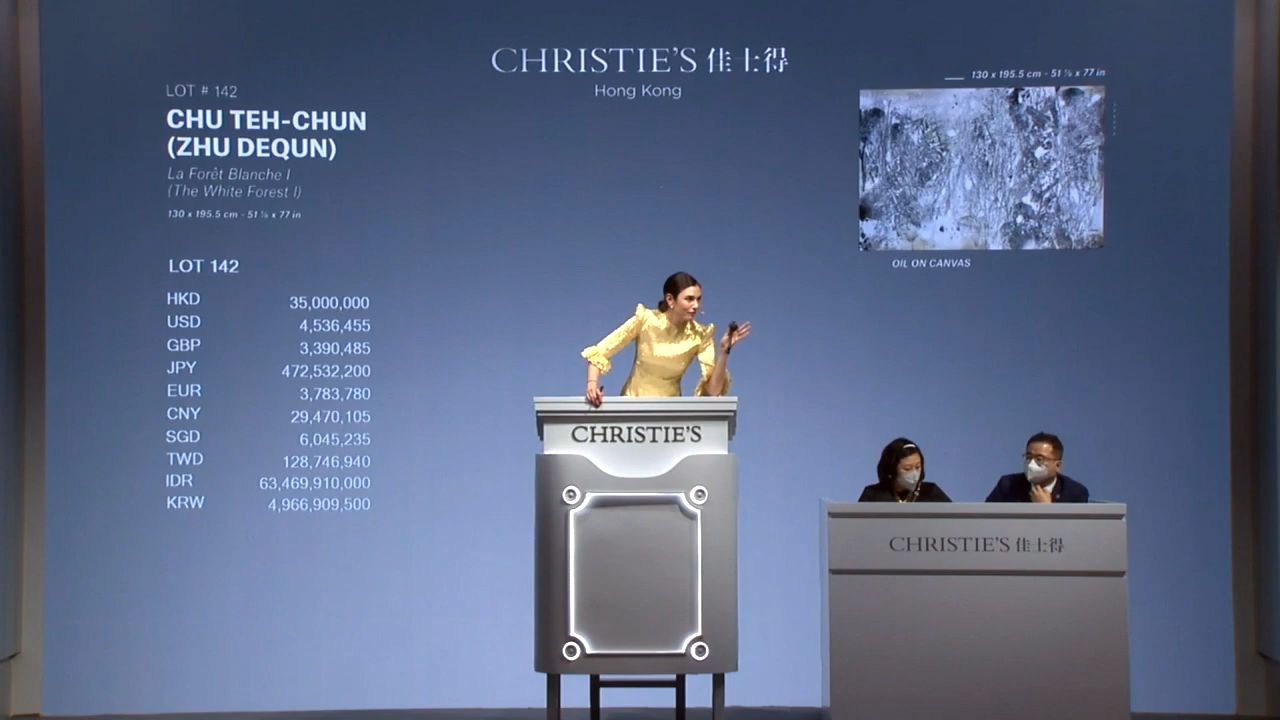 CHRISTIE'S 佳士得
Hong Kong
LOT # 142
CHU TEH-CHUN
(ZHU DEQUN)
La Forêt Blanche I
(The White Forest I)
130 x 195.5 cm - 51 ⅛ x 77 in
LOT 142
HKD 35,000,000
USD 4,536,455
GBP 3,390,485
JPY 472,532,200
EUR 3,783,780
CNY 29,470,105
SGD 6,045,235
TWD 128,746,940
IDR 63,469,910,000
KRW 4,966,909,500
130 x 195.5 cm - 51 ⅛ x 77 in
OIL ON CANVAS
CHRISTIE'S
CHRISTIE'S 佳士得